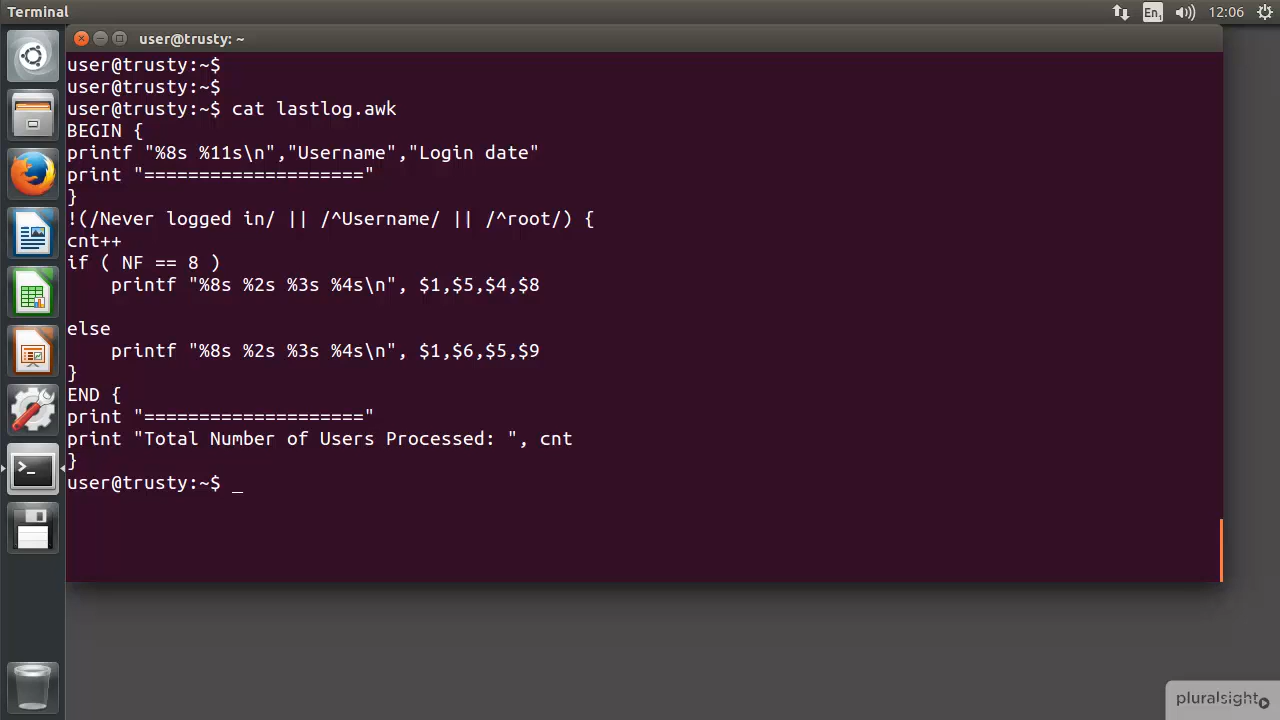 Terminal
En1
12:06
user@trusty: ~
user@trusty:~$
user@trusty:~$
user@trusty:~$ cat lastlog.awk
BEGIN {
printf "%8s %11s\n","Username","Login date"
print "===================="
}
!(/Never logged in/ || /^Username/ || /^root/) {
cnt++
if ( NF == 8 )
    printf "%8s %2s %3s %4s\n", $1,$5,$4,$8
else
    printf "%8s %2s %3s %4s\n", $1,$6,$5,$9
}
END {
print "===================="
print "Total Number of Users Processed: ", cnt
}
user@trusty:~$ _
pluralsight